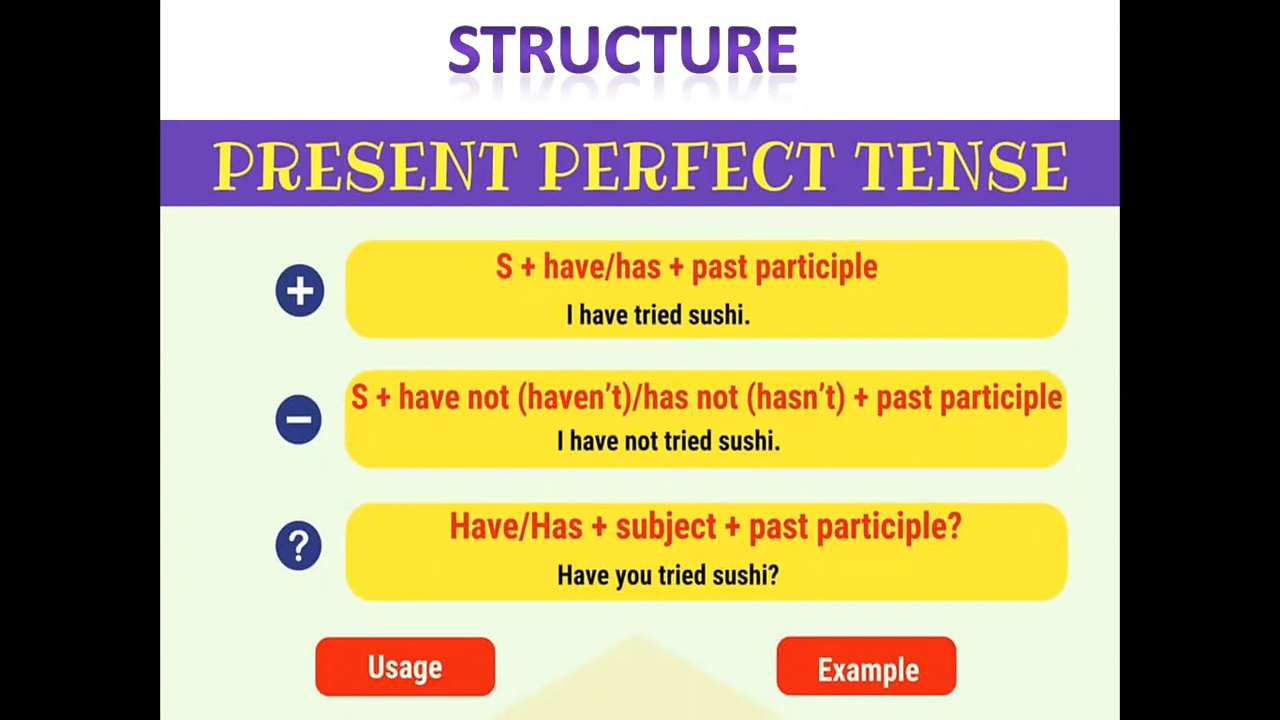 STRUCTURE
PRESENT PERFECT TENSE
+
S + have/has + past participle
I have tried sushi.
−
S + have not (haven’t)/has not (hasn’t) + past participle
I have not tried sushi.
?
Have/Has + subject + past participle?
Have you tried sushi?
Usage
Example